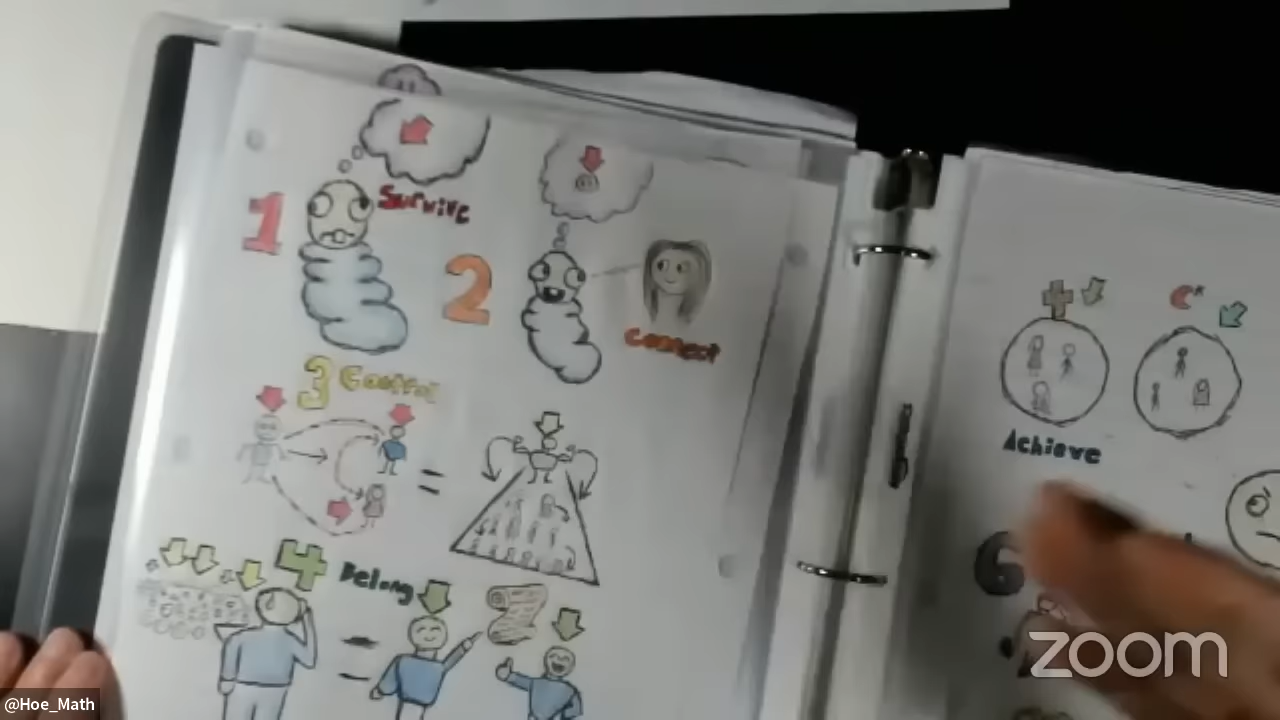 1
Survive
2
Connect
3 Control
=
4 Belong
=
Achieve
6
zoom
@Hoe_Math